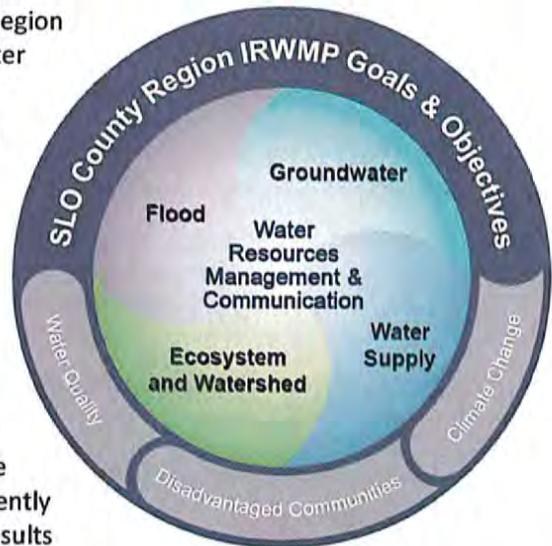 egion
ter
SLO County Region IRWMP Goals & Objectives
Groundwater
Flood
Water
Resources
Management &
Communication
Water
Supply
Ecosystem
and Watershed
Water Quality
Disadvantaged Communities
Climate Change
e
ently
sults